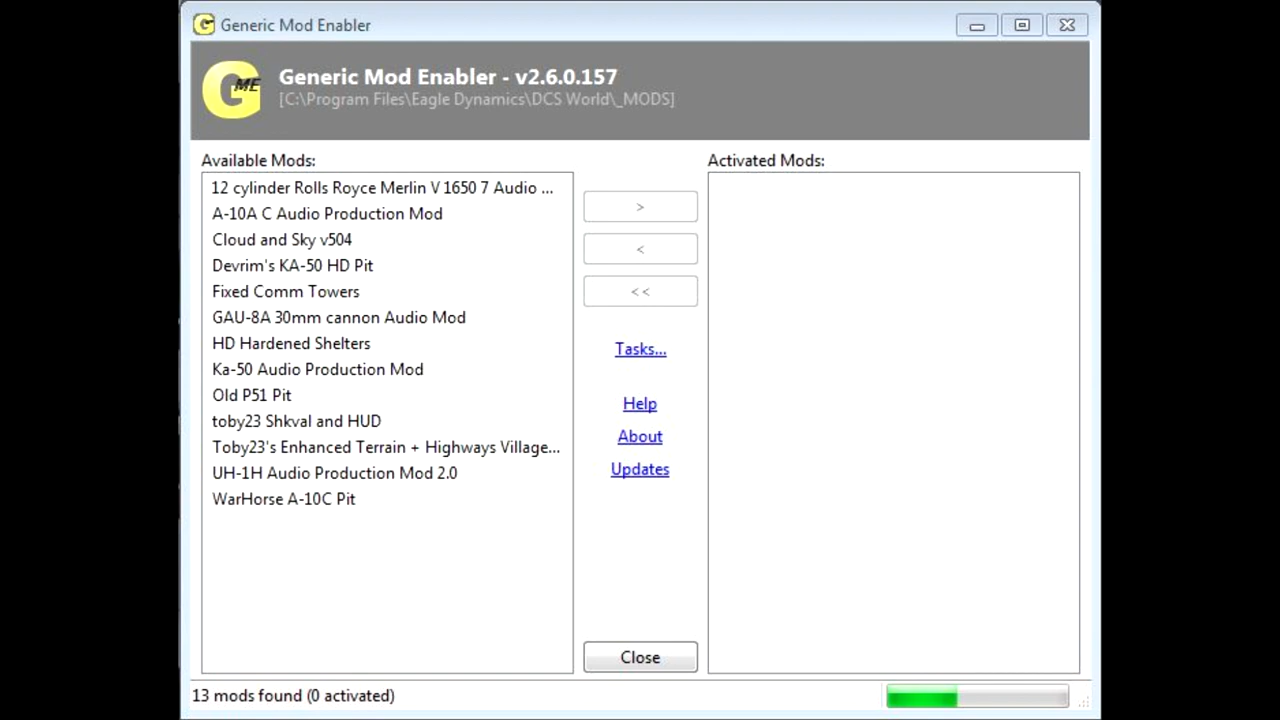 Generic Mod Enabler
GME
Generic Mod Enabler - v2.6.0.157
[C:\Program Files\Eagle Dynamics\DCS World\_MODS]
Available Mods:
12 cylinder Rolls Royce Merlin V 1650 7 Audio ...
A-10A C Audio Production Mod
Cloud and Sky v504
Devrim's KA-50 HD Pit
Fixed Comm Towers
GAU-8A 30mm cannon Audio Mod
HD Hardened Shelters
Ka-50 Audio Production Mod
Old P51 Pit
toby23 Shkval and HUD
Toby23's Enhanced Terrain + Highways Village...
UH-1H Audio Production Mod 2.0
WarHorse A-10C Pit
>
<
<<
Tasks...
Help
About
Updates
Close
Activated Mods:
13 mods found (0 activated)